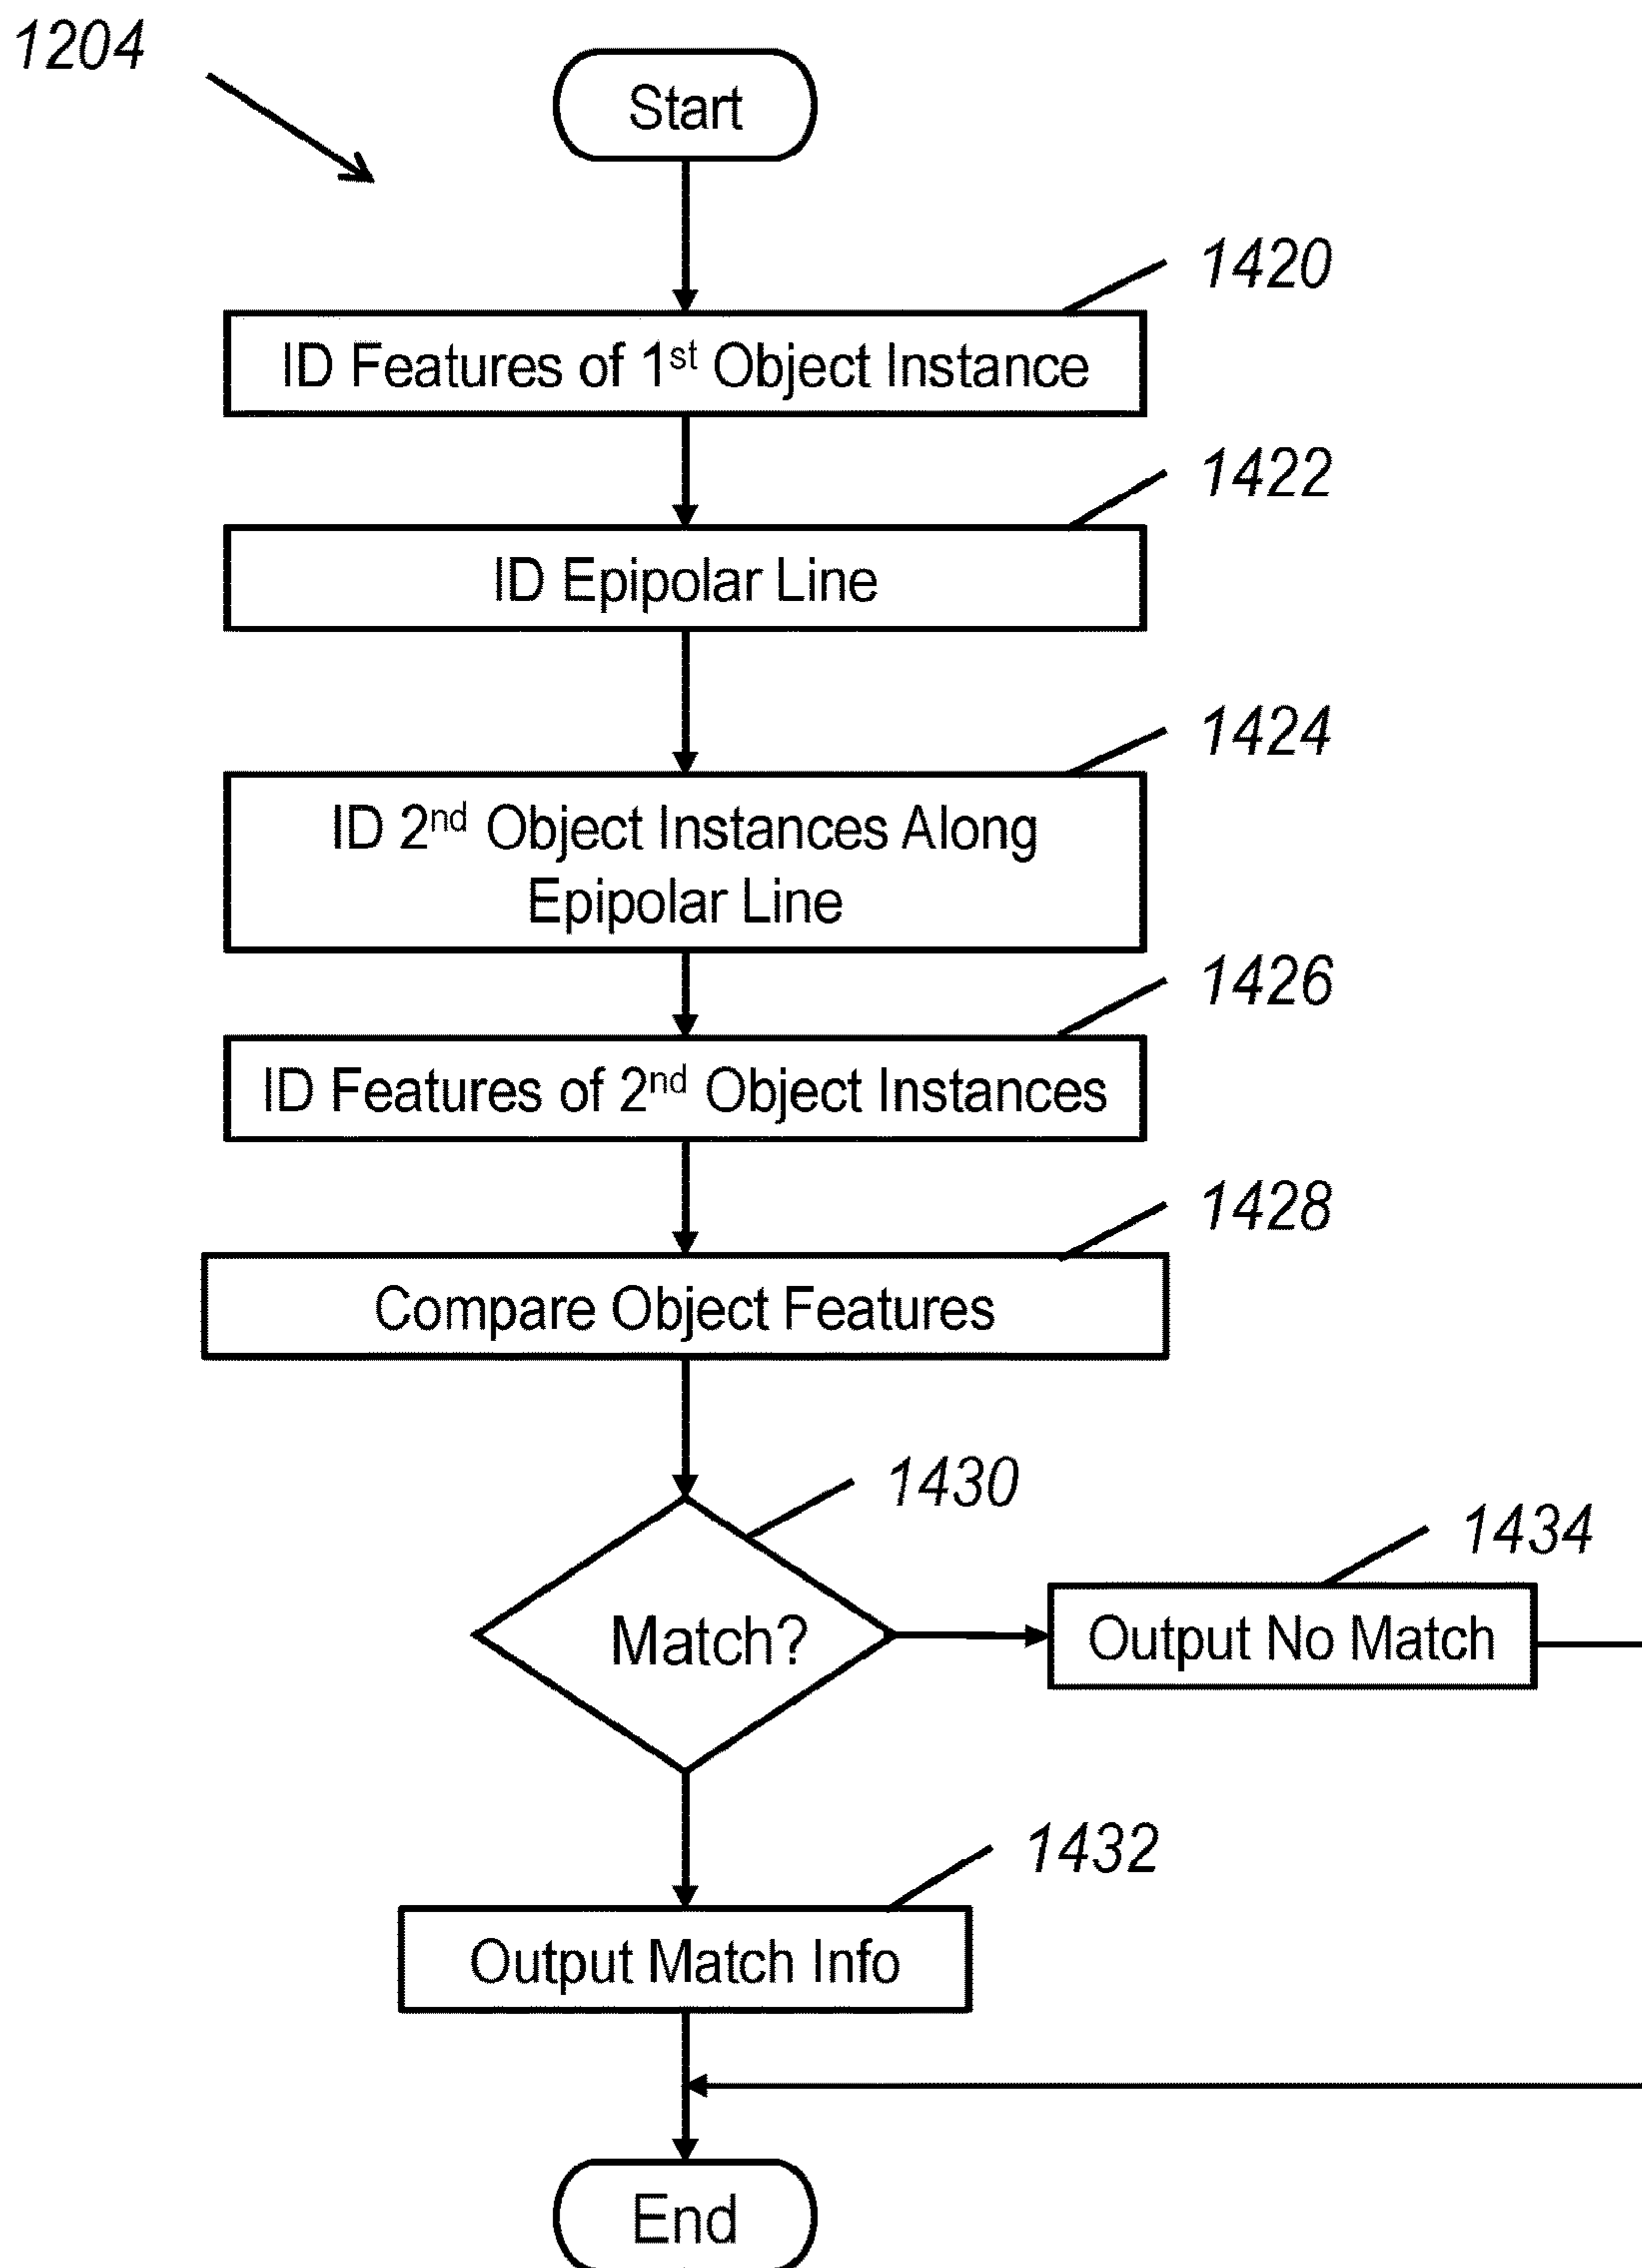 1204
Start
1420
ID Features of 1st Object Instance
1422
ID Epipolar Line
1424
ID 2nd Object Instances Along
Epipolar Line
1426
ID Features of 2nd Object Instances
1428
Compare Object Features
1430
Match?
1434
Output No Match
1432
Output Match Info
End